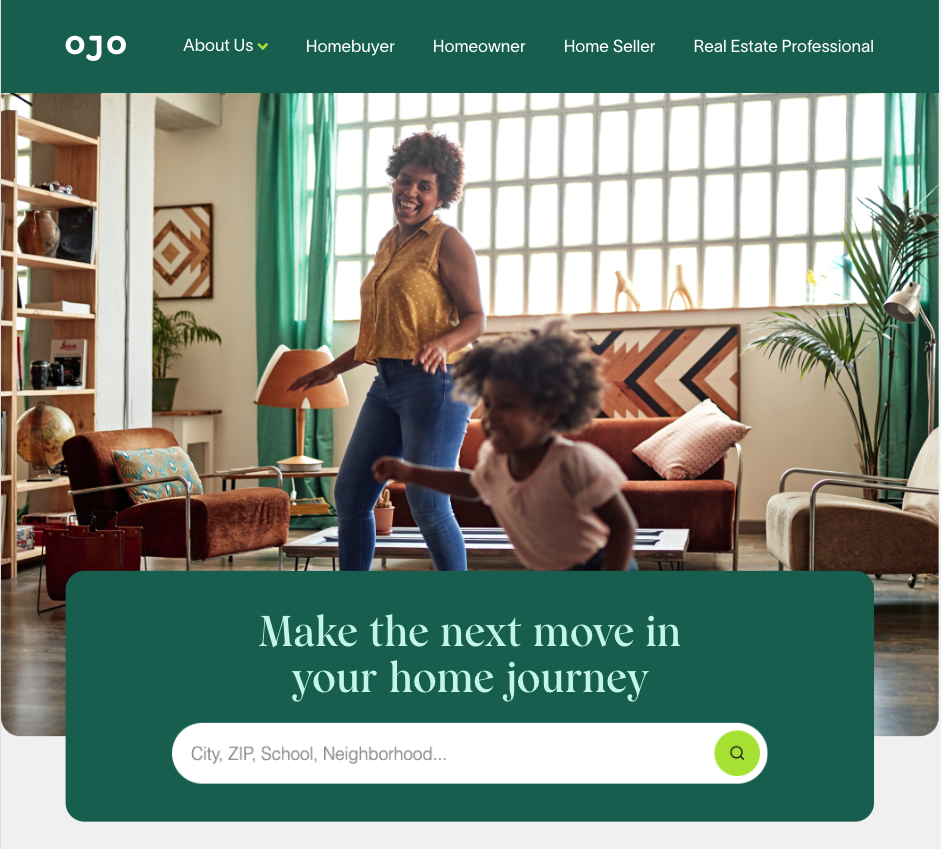 ojo
About Us
Homebuyer
Homeowner
Home Seller
Real Estate Professional
Leica
Make the next move in
your home journey
City, ZIP, School, Neighborhood...